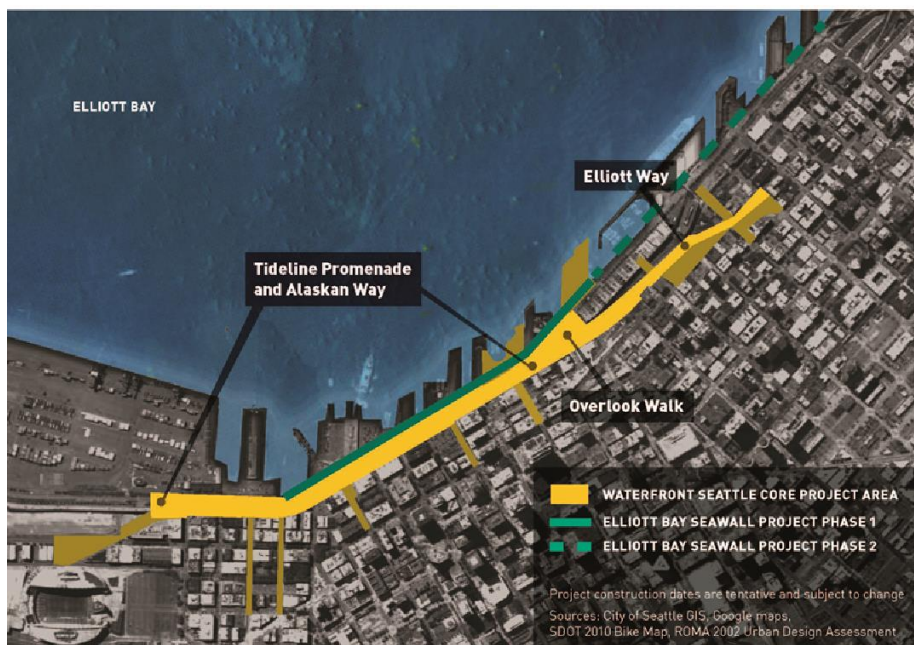 ELLIOTT BAY
Elliott Way
Tideline Promenade
and Alaskan Way
Overlook Walk
WATERFRONT SEATTLE CORE PROJECT AREA
ELLIOTT BAY SEAWALL PROJECT PHASE 1
ELLIOTT BAY SEAWALL PROJECT PHASE 2
Project construction dates are tentative and subject to change
Sources: City of Seattle GIS, Google maps,
SDOT 2010 Bike Map, ROMA 2002 Urban Design Assessment